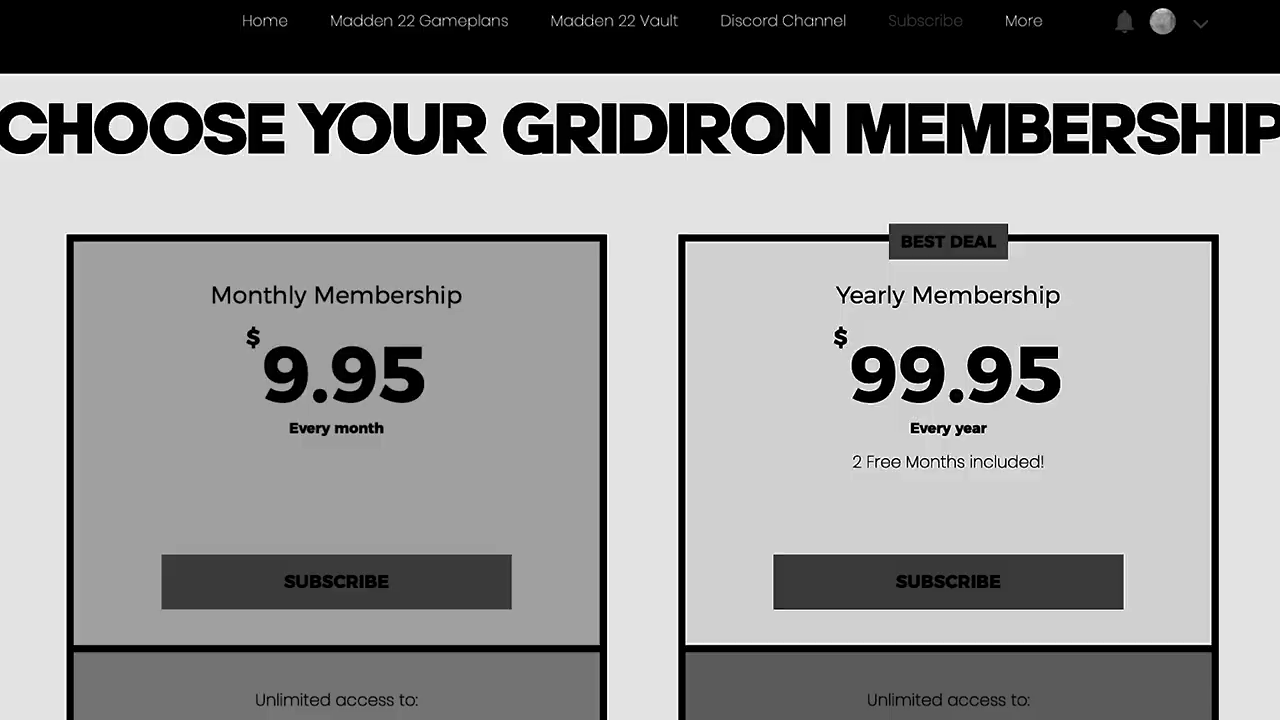 Home Madden 22 Gameplans Madden 22 Vault Discord Channel Subscribe More
CHOOSE YOUR GRIDIRON MEMBERSHIP
BEST DEAL
Monthly Membership
$9.95
Every month
SUBSCRIBE
Unlimited access to:
Yearly Membership
$99.95
Every year
2 Free Months included!
SUBSCRIBE
Unlimited access to: